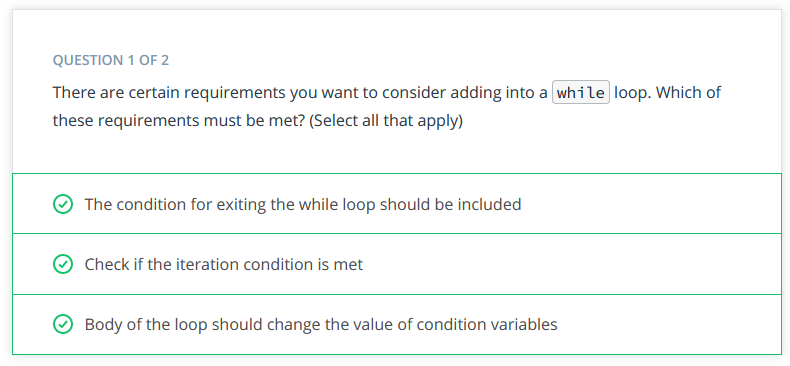 QUESTION 1 OF 2
There are certain requirements you want to consider adding into a while loop. Which of
these requirements must be met? (Select all that apply)
The condition for exiting the while loop should be included
Check if the iteration condition is met
Body of the loop should change the value of condition variables